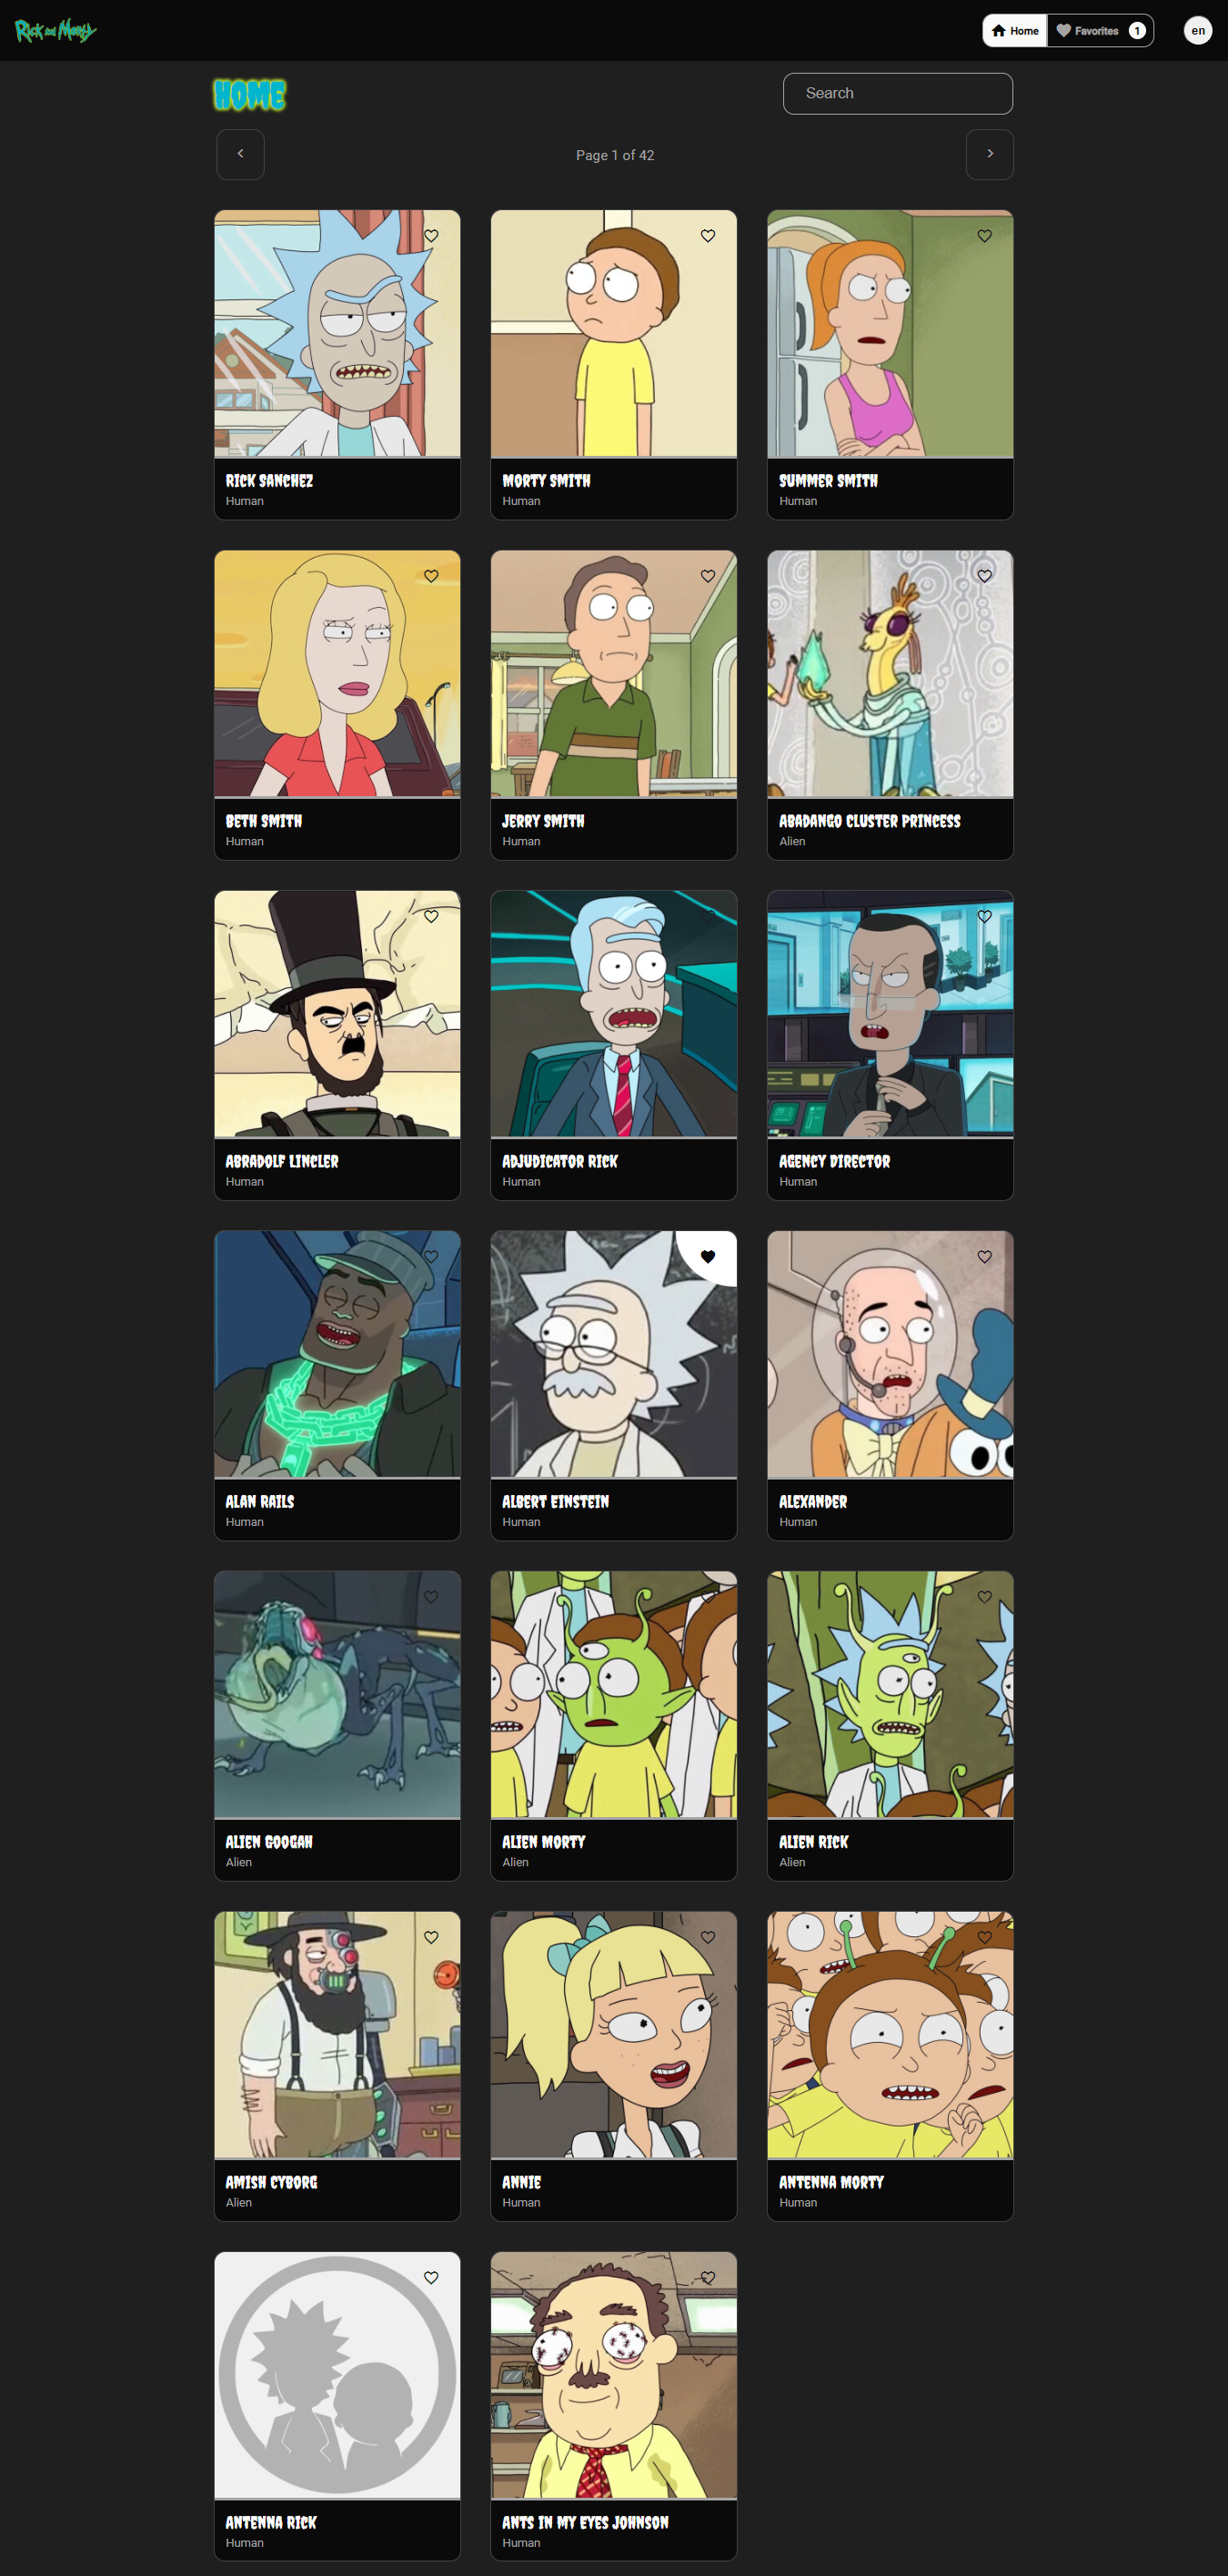 Rick and Morty
Home
Favorites 1
en
HOME
Search
Page 1 of 42
RICK SANCHEZ
Human
MORTY SMITH
Human
SUMMER SMITH
Human
BETH SMITH
Human
JERRY SMITH
Human
ABADANGO CLUSTER PRINCESS
Alien
ABRADOLF LINCLER
Human
ADJUDICATOR RICK
Human
AGENCY DIRECTOR
Human
ALAN RAILS
Human
ALBERT EINSTEIN
Human
ALEXANDER
Human
ALIEN GOOGAH
Alien
ALIEN MORTY
Alien
ALIEN RICK
Alien
AMISH CYBORG
Alien
ANNIE
Human
ANTENNA MORTY
Human
ANTENNA RICK
Human
ANTS IN MY EYES JOHNSON
Human